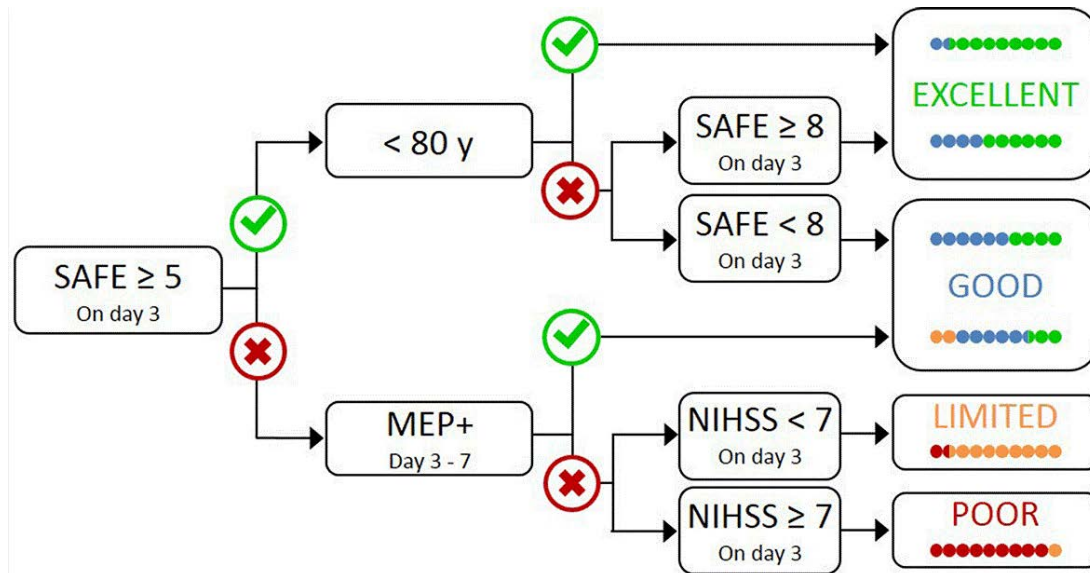 SAFE ≥ 5
On day 3
< 80 y
SAFE ≥ 8
On day 3
SAFE < 8
On day 3
MEP+
Day 3 - 7
NIHSS < 7
On day 3
NIHSS ≥ 7
On day 3
EXCELLENT
GOOD
LIMITED
POOR